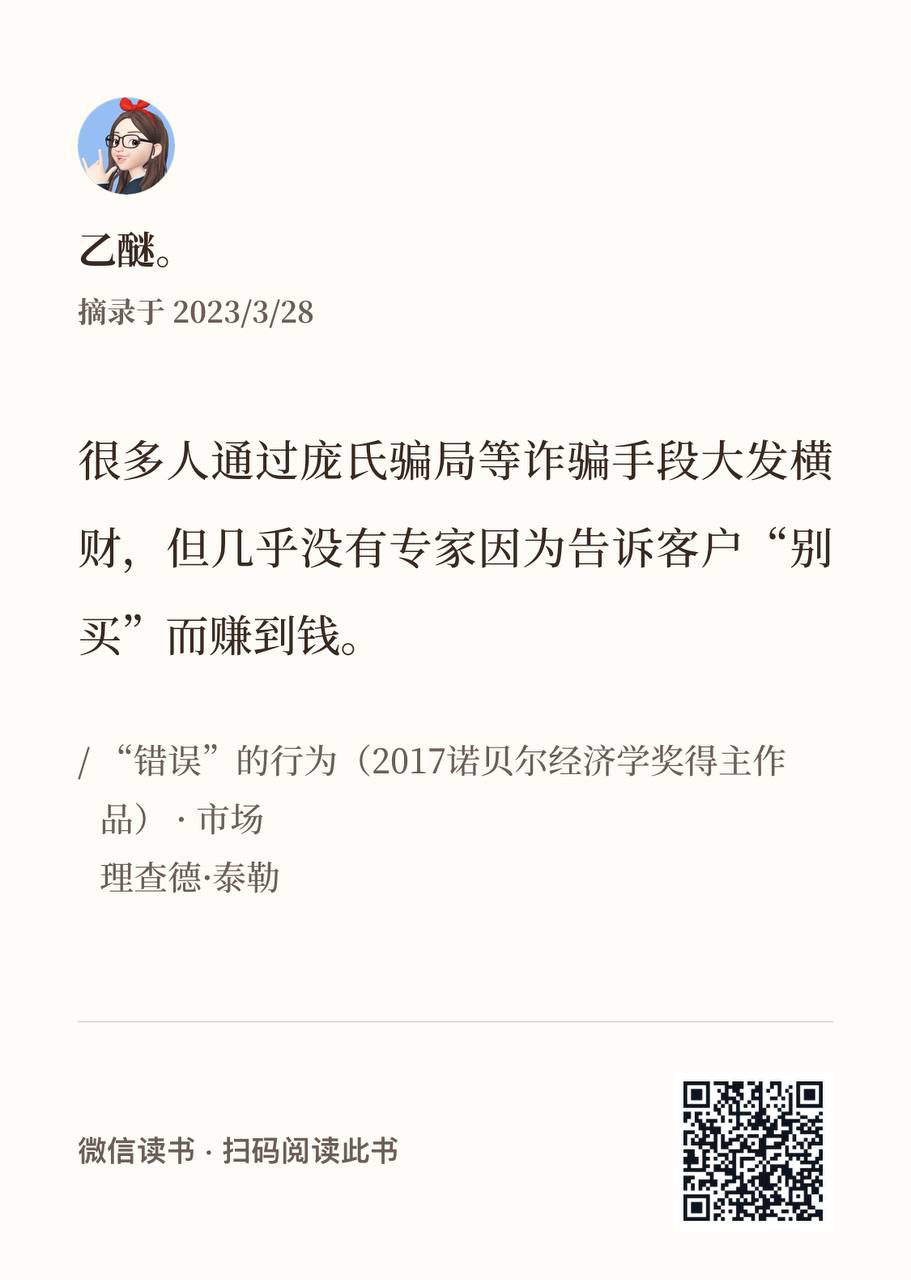 乙醚。
摘录于 2023/3/28
很多人通过庞氏骗局等诈骗手段大发横
财，但几乎没有专家因为告诉客户“别
买”而赚到钱。
/ “错误”的行为（2017诺贝尔经济学奖得主作
品） · 市场
理查德·泰勒
微信读书 · 扫码阅读此书